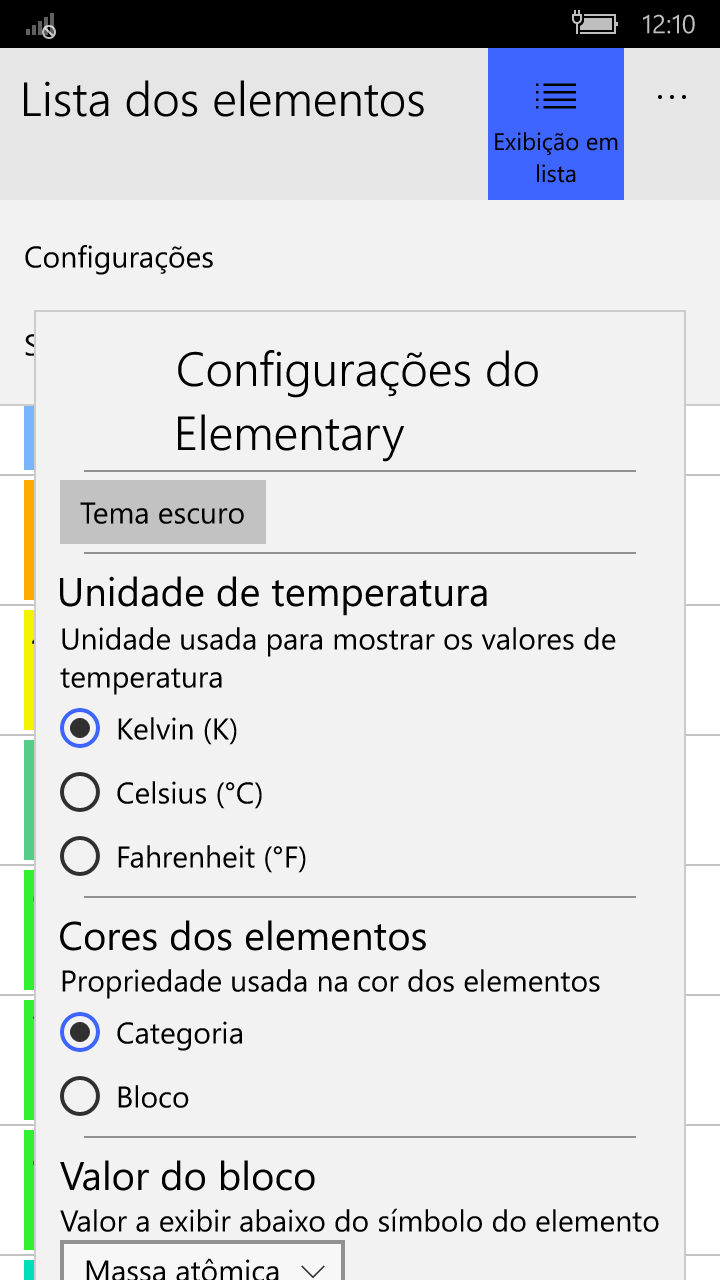 12:10
Lista dos elementos
Exibição em
lista
...
Configurações
Configurações do
Elementary
Tema escuro
Unidade de temperatura
Unidade usada para mostrar os valores de
temperatura
Kelvin (K)
Celsius (°C)
Fahrenheit (°F)
Cores dos elementos
Propriedade usada na cor dos elementos
Categoria
Bloco
Valor do bloco
Valor a exibir abaixo do símbolo do elemento
Massa atômica